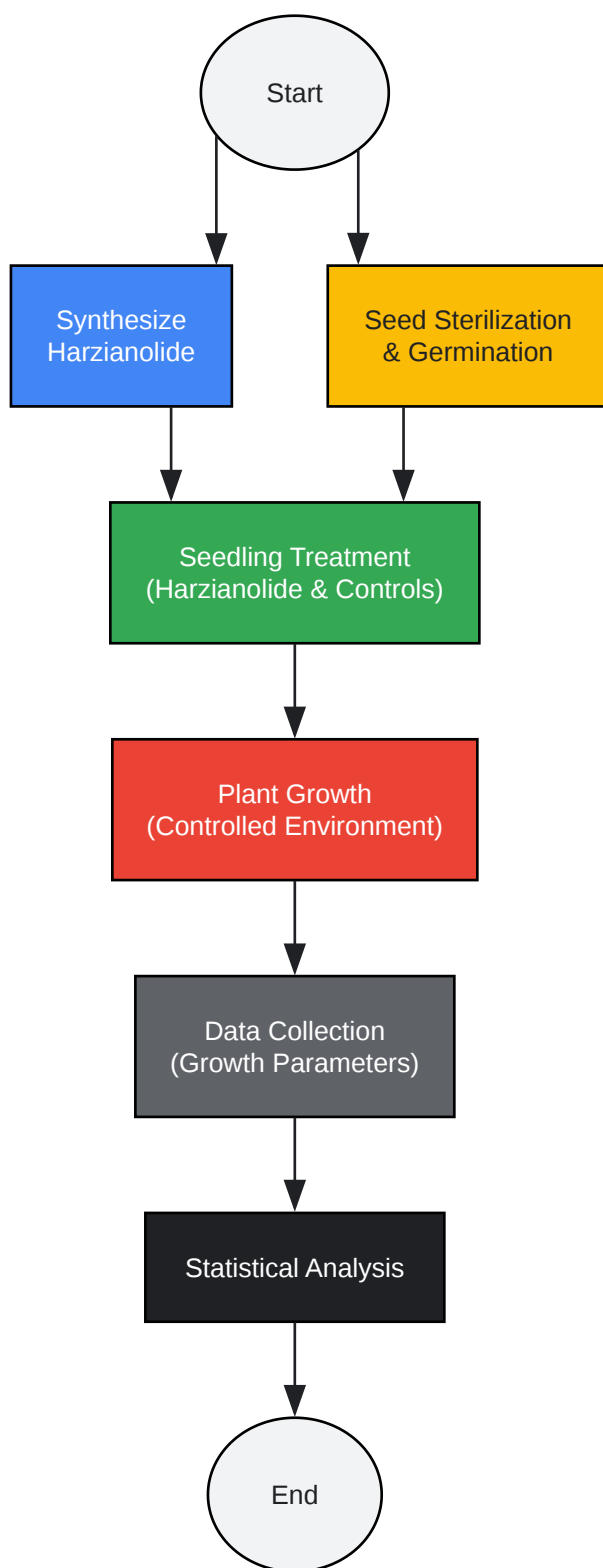 Start
Synthesize
Harzianolide
Seed Sterilization
& Germination
Seedling Treatment
(Harzianolide & Controls)
Plant Growth
(Controlled Environment)
Data Collection
(Growth Parameters)
Statistical Analysis
End